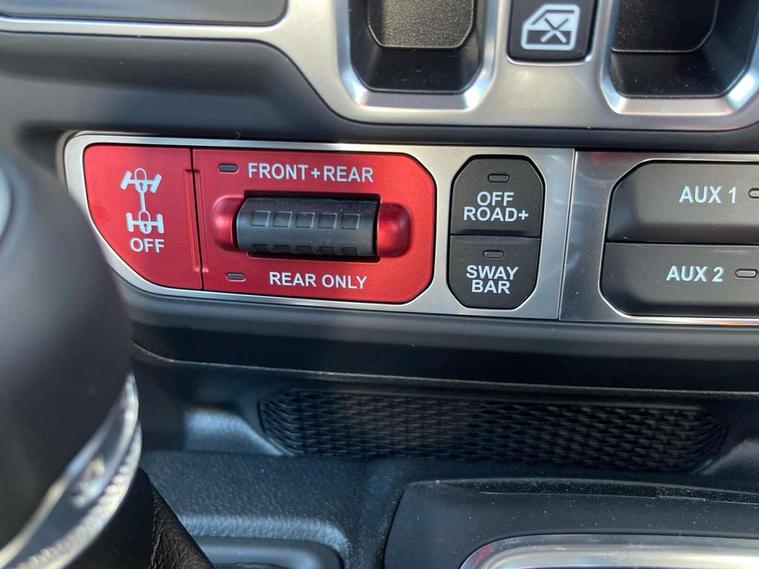 OFF
FRONT+REAR
REAR ONLY
OFF
ROAD+
SWAY
BAR
AUX 1
AUX 2